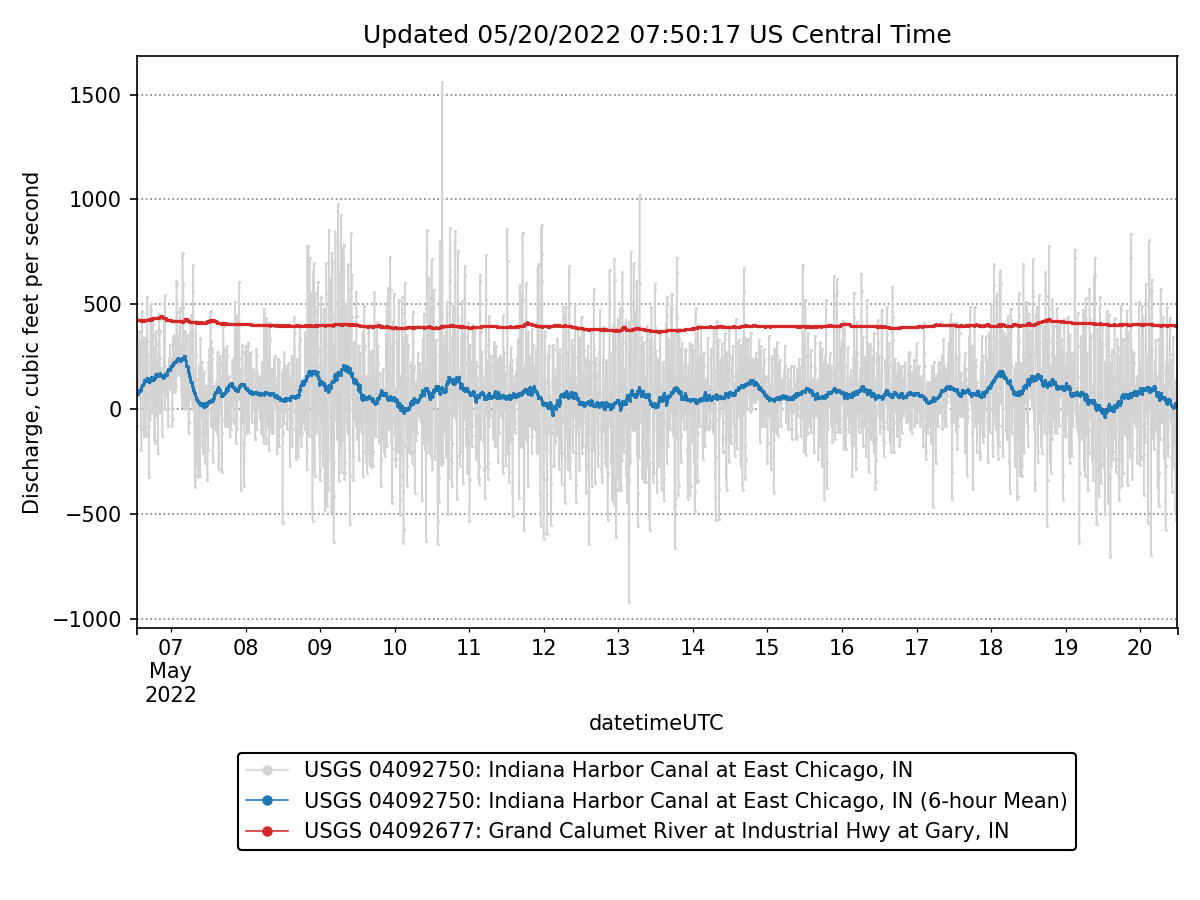 Updated 05/20/2022 07:50:17 US Central Time
Discharge, cubic feet per second
1500
1000
500
0
−500
−1000
07 08 09 10 11 12 13 14 15 16 17 18 19 20
May
2022
datetimeUTC
USGS 04092750: Indiana Harbor Canal at East Chicago, IN
USGS 04092750: Indiana Harbor Canal at East Chicago, IN (6-hour Mean)
USGS 04092677: Grand Calumet River at Industrial Hwy at Gary, IN